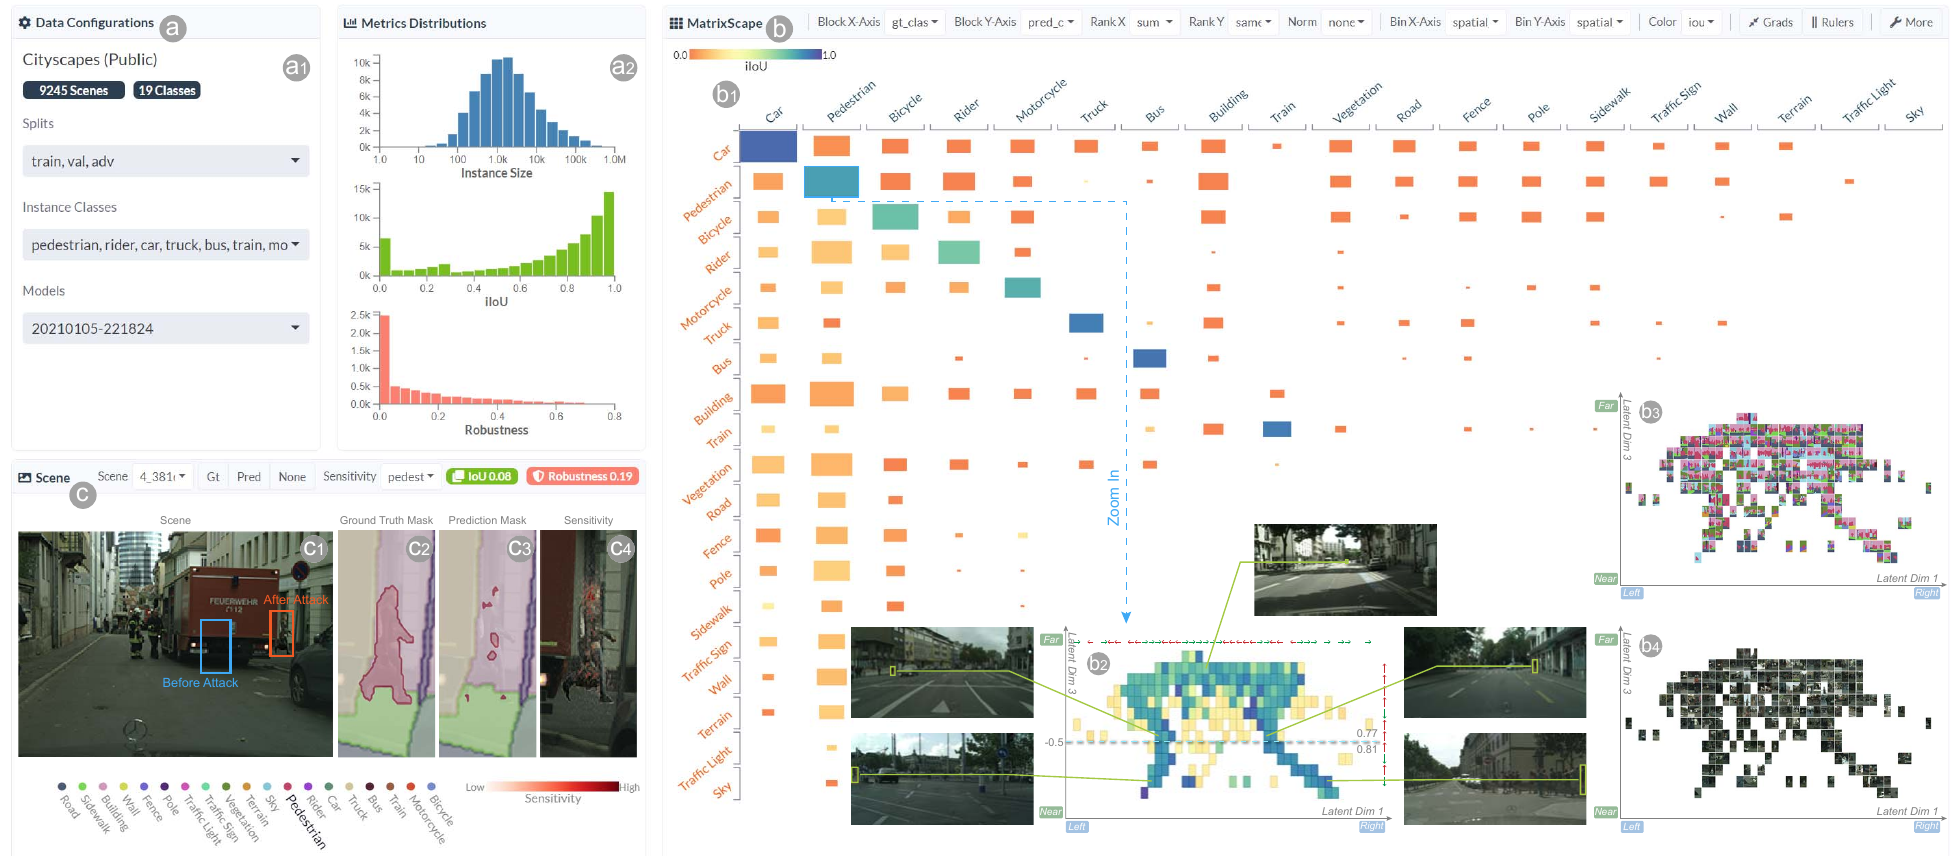 Data Configurations
a
Cityscapes (Public)
a1
9245 Scenes
19 Classes
Splits
train, val, adv
Instance Classes
pedestrian, rider, car, truck, bus, train, mo
Models
20210105-221824
Metrics Distributions
a2
10k
8k
6k
4k
2k
0k
1.0
10
100
1.0k
10k
100k
1.0M
Instance Size
15k
10k
5k
0k
0.0
0.2
0.4
0.6
0.8
1.0
iIoU
2.5k
2.0k
1.5k
1.0k
0.5k
0.0k
0.0
0.2
0.4
0.6
0.8
Robustness
Scene
c
Scene
4_381
Gt
Pred
None
Sensitivity
pedest
IoU 0.08
Robustness 0.19
Scene
Ground Truth Mask
Prediction Mask
Sensitivity
c1
c2
c3
c4
FEUERWEHR
After Attack
Before Attack
Road
Sidewalk
Building
Wall
Fence
Pole
Traffic Light
Traffic Sign
Vegetation
Terrain
Sky
Pedestrian
Rider
Car
Truck
Bus
Train
Motorcycle
Bicycle
Low
High
Sensitivity
MatrixScape
b
Block X-Axis
gt_clas
Block Y-Axis
pred_c
Rank X
sum
Rank Y
same
Norm
none
Bin X-Axis
spatial
Bin Y-Axis
spatial
Color
iou
Grads
Rulers
More
0.0
1.0
iIoU
b1
Car
Pedestrian
Bicycle
Rider
Motorcycle
Truck
Bus
Building
Train
Vegetation
Road
Fence
Pole
Sidewalk
Traffic Sign
Wall
Terrain
Traffic Light
Sky
Car
Pedestrian
Bicycle
Rider
Motorcycle
Truck
Bus
Building
Train
Vegetation
Road
Fence
Pole
Sidewalk
Traffic Sign
Wall
Terrain
Traffic Light
Sky
Zoom In
b2
Far
Latent Dim 3
-0.5
0.77
0.81
Near
Latent Dim 1
Left
Right
b3
Far
Latent Dim 3
Near
Latent Dim 1
Left
Right
b4
Far
Latent Dim 3
Near
Latent Dim 1
Left
Right